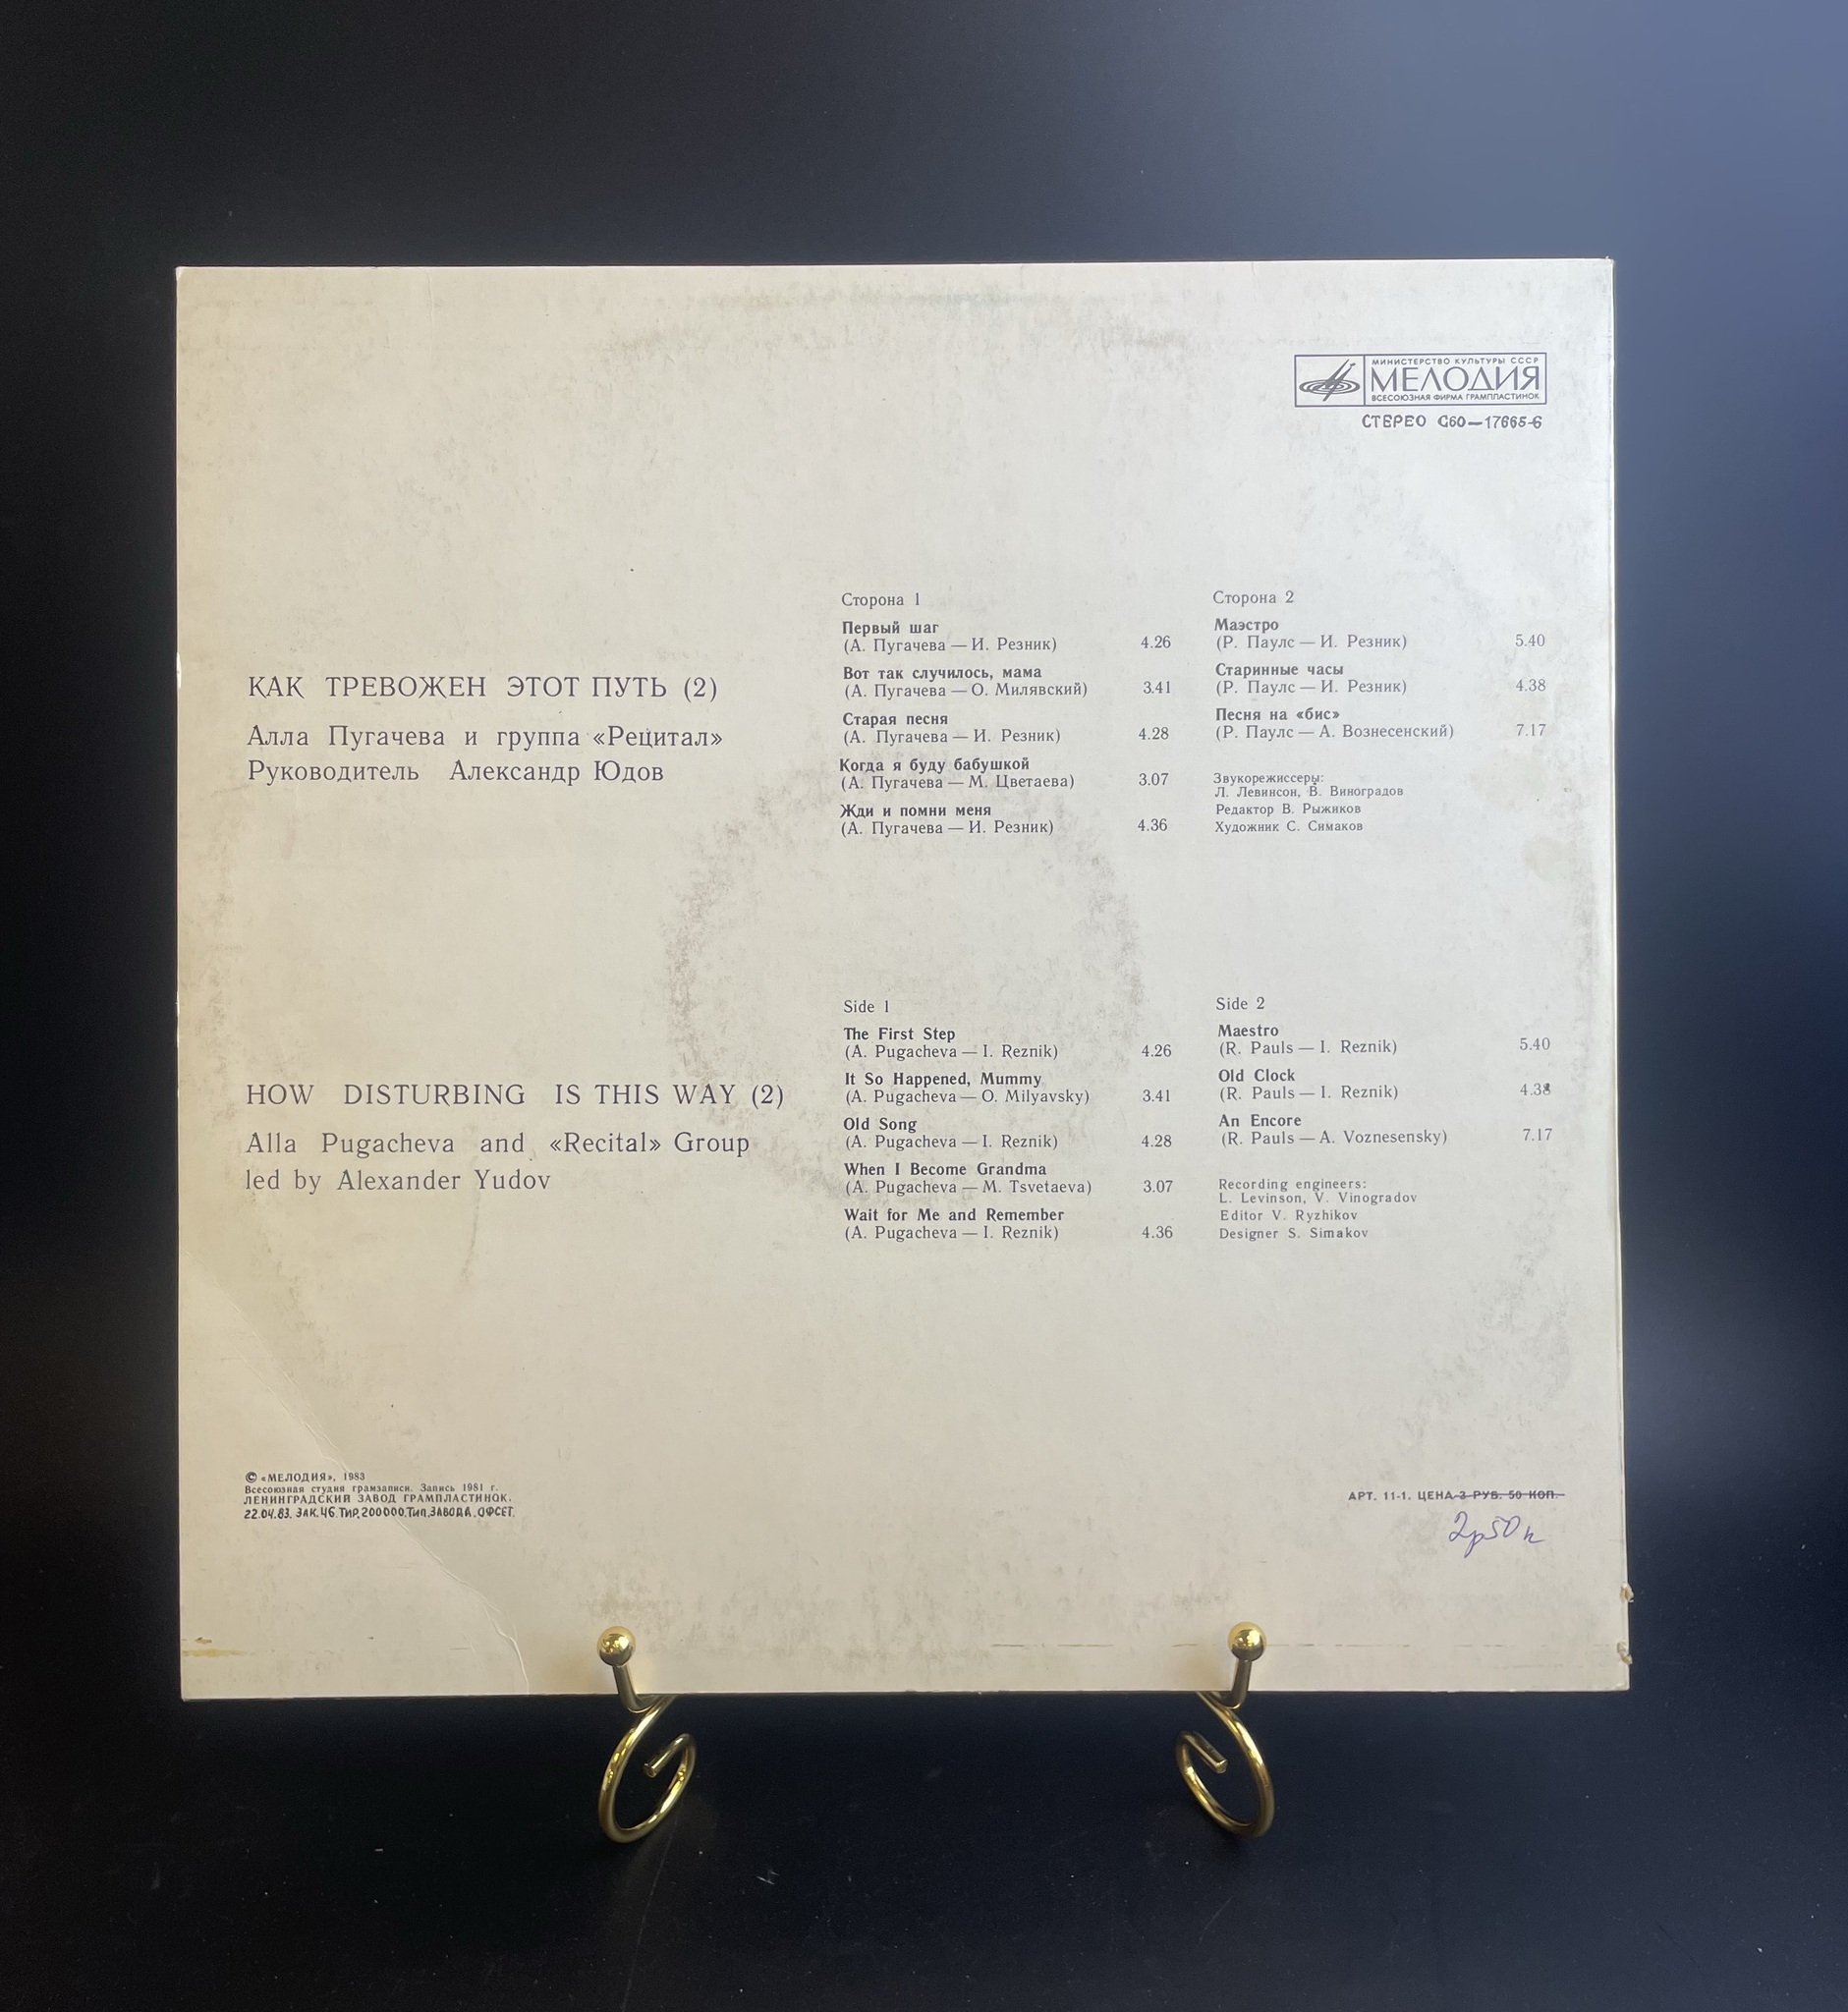 МИНИСТЕРСТВО КУЛЬТУРЫ СССР
МЕЛОДИЯ
ВСЕСОЮЗНАЯ ФИРМА ГРАМПЛАСТИНОК
СТЕРЕО С60—17665-6
КАК ТРЕВОЖЕН ЭТОТ ПУТЬ (2)
Алла Пугачева и группа «Рецитал»
Руководитель Александр Юдов
Сторона 1
Первый шаг
(А. Пугачева — И. Резник) 4.26
Вот так случилось, мама
(А. Пугачева — О. Милявский) 3.41
Старая песня
(А. Пугачева — И. Резник) 4.28
Когда я буду бабушкой
(А. Пугачева — М. Цветаева) 3.07
Жди и помни меня
(А. Пугачева — И. Резник) 4.36
Сторона 2
Маэстро
(Р. Паулс — И. Резник) 5.40
Старинные часы
(Р. Паулс — И. Резник) 4.38
Песня на «бис»
(Р. Паулс — А. Вознесенский) 7.17
Звукорежиссеры:
Л. Левинсон, В. Виноградов
Редактор В. Рыжиков
Художник С. Симаков
HOW DISTURBING IS THIS WAY (2)
Alla Pugacheva and «Recital» Group
led by Alexander Yudov
Side 1
The First Step
(A. Pugacheva — I. Reznik) 4.26
It So Happened, Mummy
(A. Pugacheva — O. Milyavsky) 3.41
Old Song
(A. Pugacheva — I. Reznik) 4.28
When I Become Grandma
(A. Pugacheva — M. Tsvetaeva) 3.07
Wait for Me and Remember
(A. Pugacheva — I. Reznik) 4.36
Side 2
Maestro
(R. Pauls — I. Reznik) 5.40
Old Clock
(R. Pauls — I. Reznik) 4.38
An Encore
(R. Pauls — A. Voznesensky) 7.17
Recording engineers:
L. Levinson, V. Vinogradov
Editor V. Ryzhikov
Designer S. Simakov
© «МЕЛОДИЯ», 1983
Всесоюзная студия грамзаписи. Запись 1981 г.
ЛЕНИНГРАДСКИЙ ЗАВОД ГРАМПЛАСТИНОК.
22.04.83. ЗАК.46.ТИР.200000.ТИП.ЗАВОДА.ОФСЕТ.
АРТ. 11-1. ЦЕНА 3 РУБ. 50 КОП.
2р50к